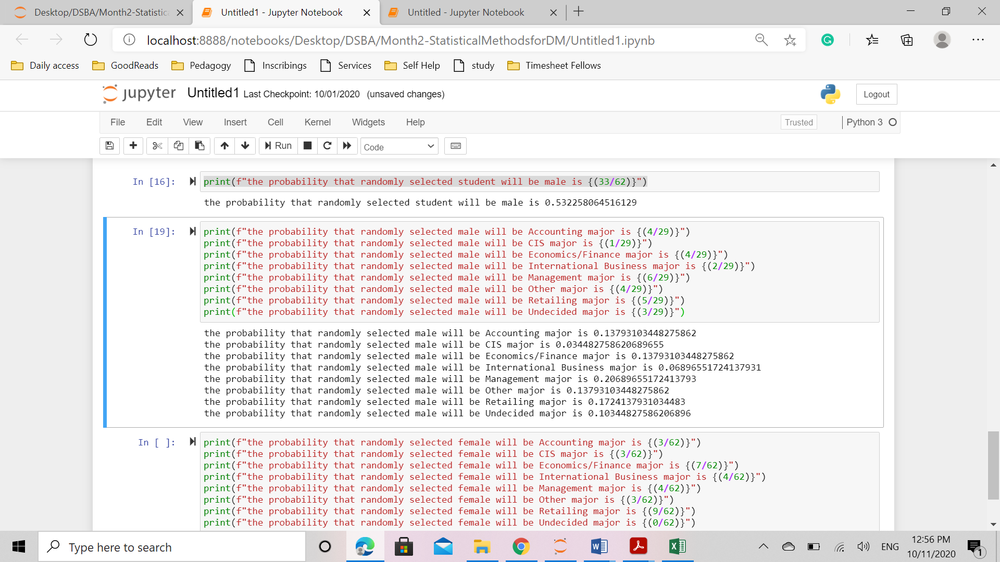 Desktop/DSBA/Month2-Statistic
Untitled1 - Jupyter Notebook
Untitled - Jupyter Notebook
localhost:8888/notebooks/Desktop/DSBA/Month2-StatisticalMethodsforDM/Untitled1.ipynb
Daily access GoodReads Pedagogy Inscribings Services Self Help study Timesheet Fellows
jupyter Untitled1 Last Checkpoint: 10/01/2020 (unsaved changes)
Logout
File Edit View Insert Cell Kernel Widgets Help
Trusted Python 3
Run Code
In [16]: print(f"the probability that randomly selected student will be male is {(33/62)}")
the probability that randomly selected student will be male is 0.532258064516129
In [19]: print(f"the probability that randomly selected male will be Accounting major is {(4/29)}")
print(f"the probability that randomly selected male will be CIS major is {(1/29)}")
print(f"the probability that randomly selected male will be Economics/Finance major is {(4/29)}")
print(f"the probability that randomly selected male will be International Business major is {(2/29)}")
print(f"the probability that randomly selected male will be Management major is {(6/29)}")
print(f"the probability that randomly selected male will be Other major is {(4/29)}")
print(f"the probability that randomly selected male will be Retailing major is {(5/29)}")
print(f"the probability that randomly selected male will be Undecided major is {(3/29)}")
the probability that randomly selected male will be Accounting major is 0.13793103448275862
the probability that randomly selected male will be CIS major is 0.034482758620689655
the probability that randomly selected male will be Economics/Finance major is 0.13793103448275862
the probability that randomly selected male will be International Business major is 0.06896551724137931
the probability that randomly selected male will be Management major is 0.20689655172413793
the probability that randomly selected male will be Other major is 0.13793103448275862
the probability that randomly selected male will be Retailing major is 0.1724137931034483
the probability that randomly selected male will be Undecided major is 0.10344827586206896
In [ ]: print(f"the probability that randomly selected female will be Accounting major is {(3/62)}")
print(f"the probability that randomly selected female will be CIS major is {(3/62)}")
print(f"the probability that randomly selected female will be Economics/Finance major is {(7/62)}")
print(f"the probability that randomly selected female will be International Business major is {(4/62)}")
print(f"the probability that randomly selected female will be Management major is {(4/62)}")
print(f"the probability that randomly selected female will be Other major is {(3/62)}")
print(f"the probability that randomly selected female will be Retailing major is {(9/62)}")
print(f"the probability that randomly selected female will be Undecided major is {(0/62)}")
Type here to search
ENG
12:56 PM
10/11/2020
1